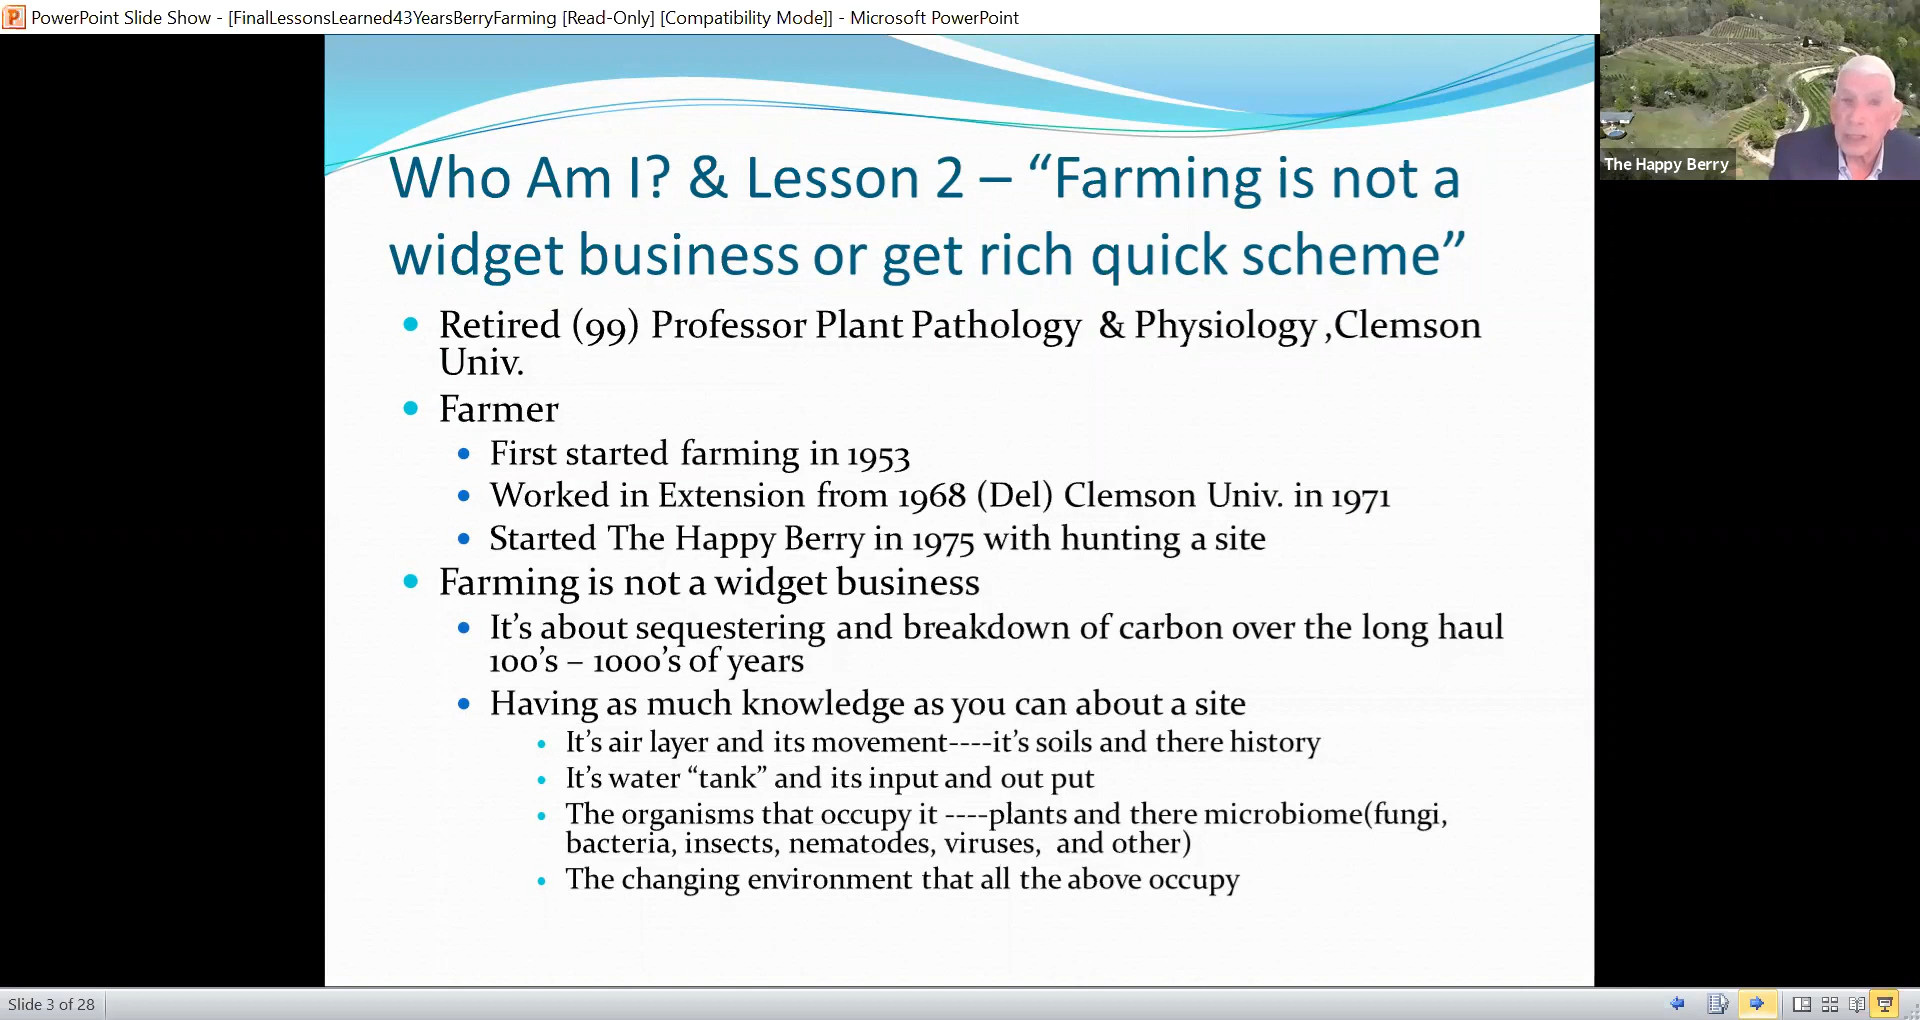 PowerPoint Slide Show - [FinalLessonsLearned43YearsBerryFarming [Read-Only] [Compatibility Mode]] - Microsoft PowerPoint
The Happy Berry
Who Am I? & Lesson 2 – “Farming is not a
widget business or get rich quick scheme”
Retired (99) Professor Plant Pathology & Physiology ,Clemson
Univ.
Farmer
First started farming in 1953
Worked in Extension from 1968 (Del) Clemson Univ. in 1971
Started The Happy Berry in 1975 with hunting a site
Farming is not a widget business
It’s about sequestering and breakdown of carbon over the long haul
100’s – 1000’s of years
Having as much knowledge as you can about a site
It’s air layer and its movement----it’s soils and there history
It’s water “tank” and its input and out put
The organisms that occupy it ----plants and there microbiome(fungi,
bacteria, insects, nematodes, viruses, and other)
The changing environment that all the above occupy
Slide 3 of 28